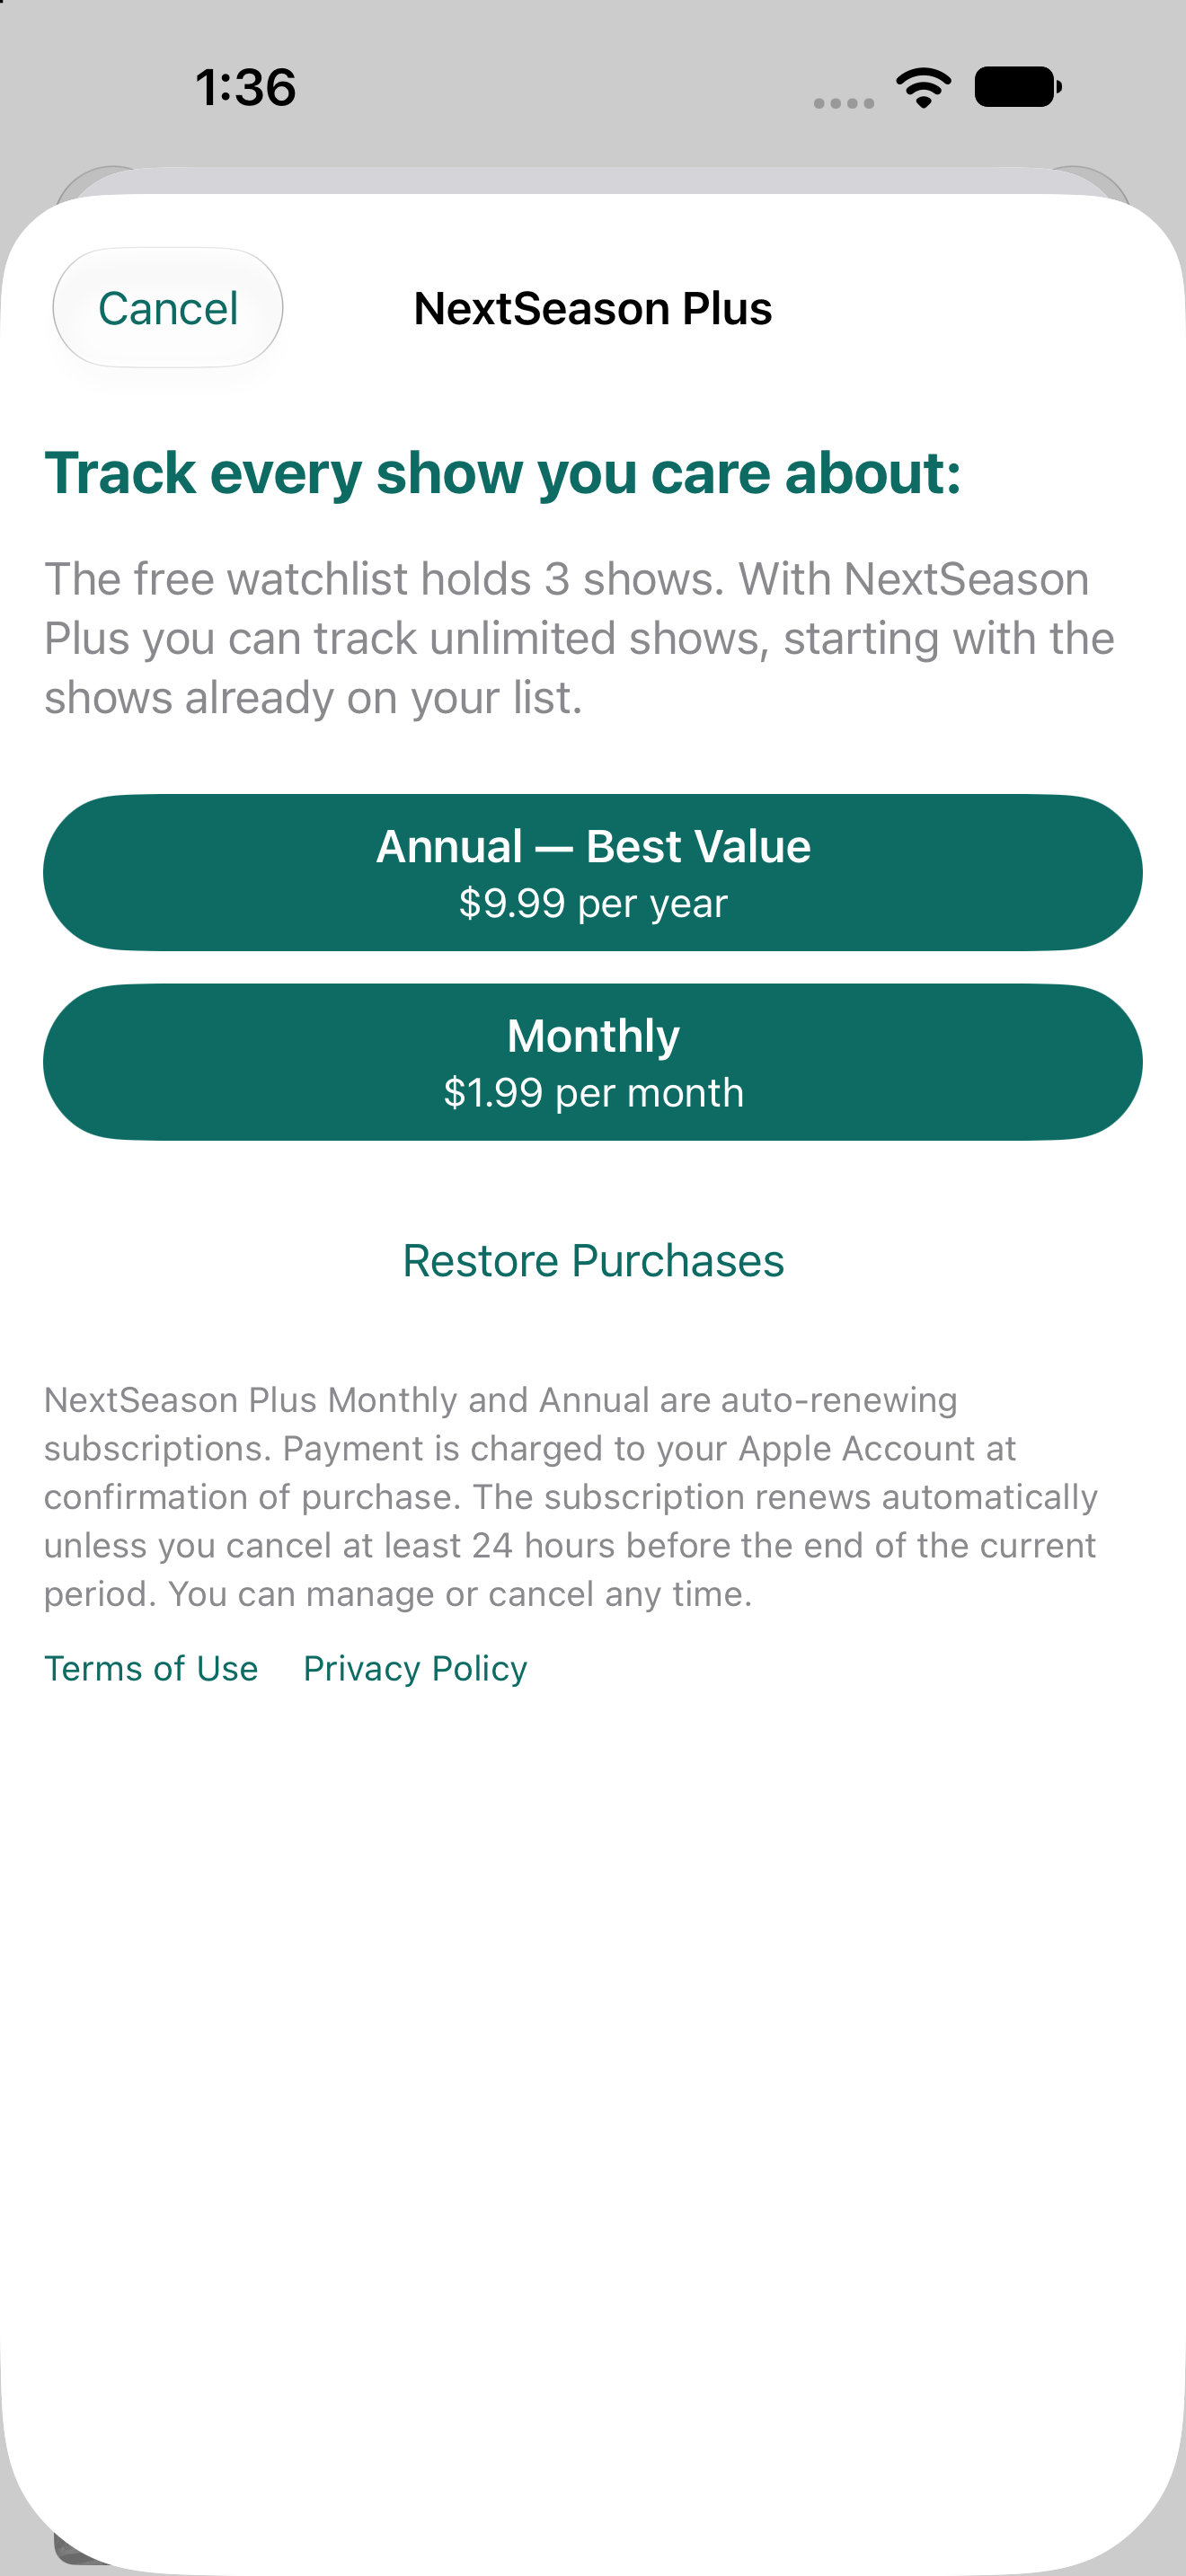 1:36
Cancel
NextSeason Plus
Track every show you care about:
The free watchlist holds 3 shows. With NextSeason
Plus you can track unlimited shows, starting with the
shows already on your list.
Annual — Best Value
$9.99 per year
Monthly
$1.99 per month
Restore Purchases
NextSeason Plus Monthly and Annual are auto-renewing
subscriptions. Payment is charged to your Apple Account at
confirmation of purchase. The subscription renews automatically
unless you cancel at least 24 hours before the end of the current
period. You can manage or cancel any time.
Terms of Use Privacy Policy